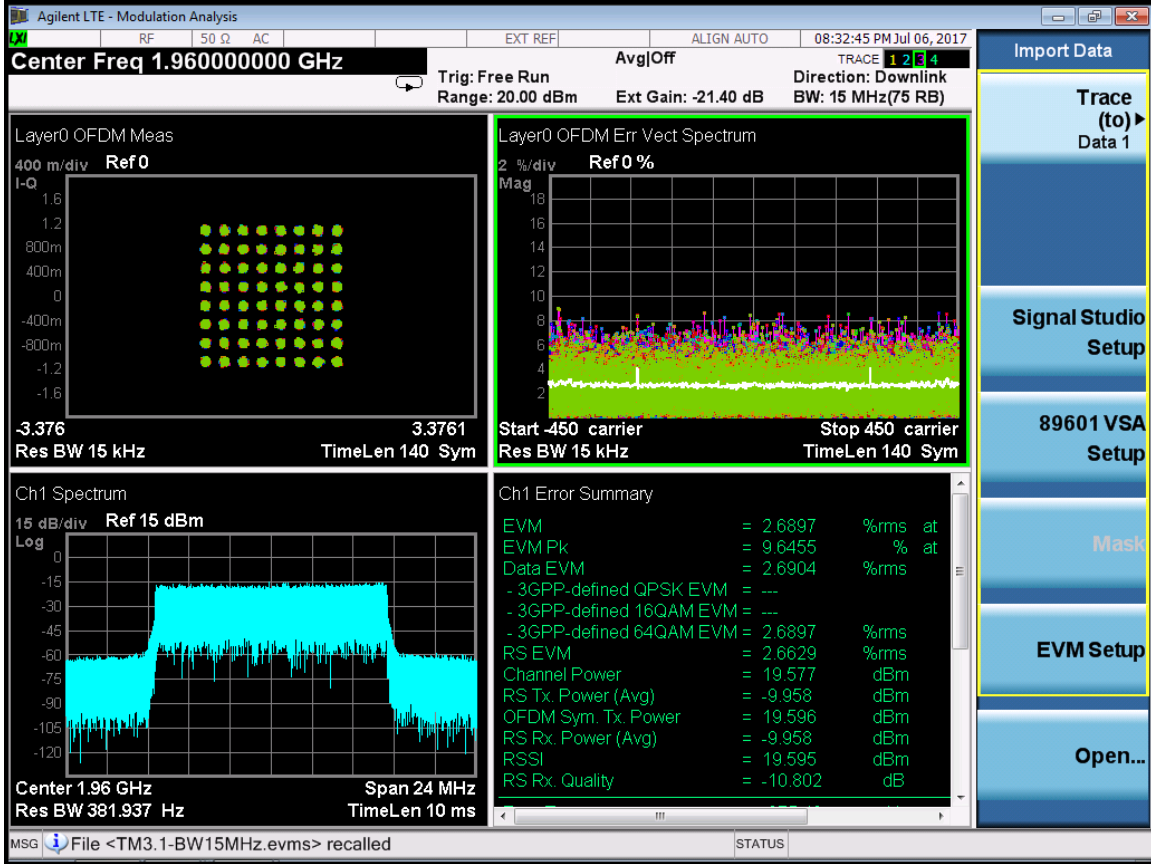 Agilent LTE - Modulation Analysis
LXI RF 50 Ω AC EXT REF ALIGN AUTO 08:32:45 PM Jul 06, 2017
Center Freq 1.960000000 GHz Avg|Off TRACE 1 2 3 4
Trig: Free Run Direction: Downlink
Range: 20.00 dBm Ext Gain: -21.40 dB BW: 15 MHz(75 RB)
Layer0 OFDM Meas
400 m/div Ref 0
I-Q
1.6
1.2
800m
400m
0
-400m
-800m
-1.2
-1.6
-3.376 3.3761
Res BW 15 kHz TimeLen 140 Sym
Layer0 OFDM Err Vect Spectrum
2 %/div Ref 0 %
Mag
18
16
14
12
10
8
6
4
2
Start -450 carrier Stop 450 carrier
Res BW 15 kHz TimeLen 140 Sym
Ch1 Spectrum
15 dB/div Ref 15 dBm
Log
0
-15
-30
-45
-60
-75
-90
-105
-120
Center 1.96 GHz Span 24 MHz
Res BW 381.937 Hz TimeLen 10 ms
Ch1 Error Summary
EVM = 2.6897 %rms at
EVM Pk = 9.6455 % at
Data EVM = 2.6904 %rms
- 3GPP-defined QPSK EVM = ---
- 3GPP-defined 16QAM EVM = ---
- 3GPP-defined 64QAM EVM = 2.6897 %rms
RS EVM = 2.6629 %rms
Channel Power = 19.577 dBm
RS Tx. Power (Avg) = -9.958 dBm
OFDM Sym. Tx. Power = 19.596 dBm
RS Rx. Power (Avg) = -9.958 dBm
RSSI = 19.595 dBm
RS Rx. Quality = -10.802 dB
Import Data
Trace
(to)
Data 1
Signal Studio
Setup
89601 VSA
Setup
Mask
EVM Setup
Open...
MSG File <TM3.1-BW15MHz.evms> recalled STATUS